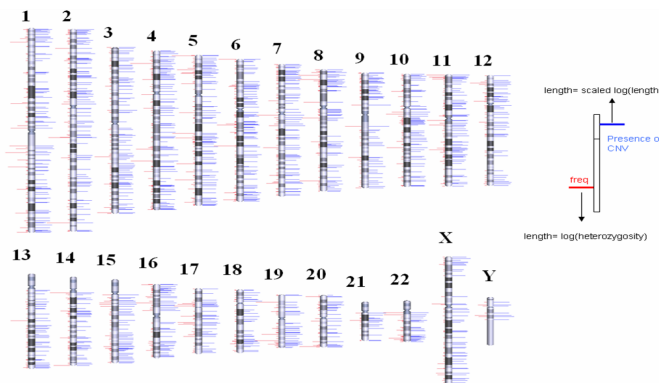 1 2 3 4 5 6 7 8 9 10 11 12
length= scaled log(length
Presence o
CNV
freq
length= log(heterozygosity)
13 14 15 16 17 18 19 20 21 22 X Y